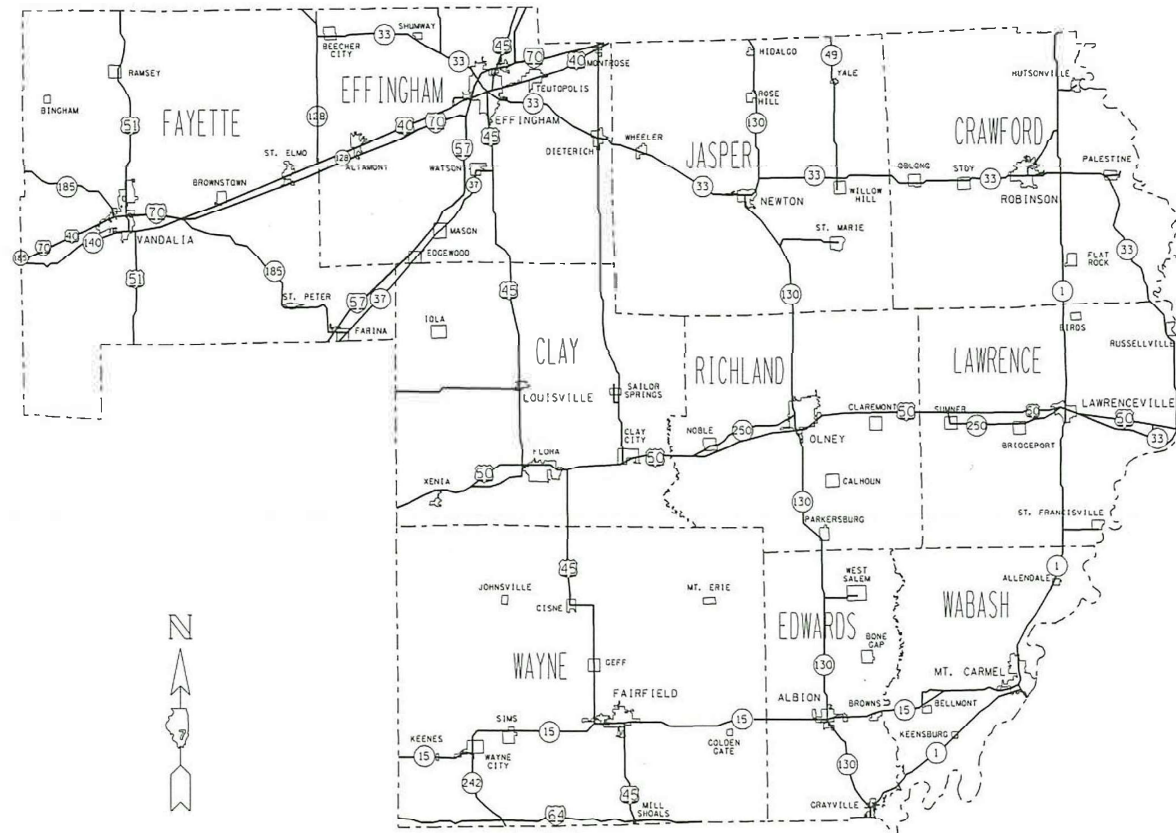 BEECHER CITY
33
SHUMWAY
45
70
40
MONTROSE
HIDALGO
49
YALE
HUTSONVILLE
RAMSEY
BINGHAM
FAYETTE
EFFINGHAM
33
TEUTOPOLIS
33
EFFINGHAM
ROSE HILL
130
51
128
40
70
57
45
DIETERICH
WHEELER
JASPER
CRAWFORD
ST. ELMO
128
ALTAMONT
WATSON
37
OBLONG
STOY
33
PALESTINE
185
BROWNSTOWN
33
33
WILLOW HILL
ROBINSON
NEWTON
MASON
ST. MARIE
70
40
140
185
70
VANDALIA
EDGEWOOD
FLAT ROCK
33
51
185
ST. PETER
57
37
45
130
1
FARINA
IOLA
BIRDS
RUSSELLVILLE
CLAY
RICHLAND
LAWRENCE
LOUISVILLE
SAILOR SPRINGS
CLAREMONT
50
SUMNER
50
LAWRENCEVILLE
CLAY CITY
NOBLE
250
OLNEY
250
BRIDGEPORT
50
33
FLORA
50
50
XENIA
CALHOUN
130
ST. FRANCISVILLE
PARKERSBURG
45
JOHNSVILLE
CISNE
MT. ERIE
WEST SALEM
1
ALLENDALE
WABASH
EDWARDS
BONE GAP
N
WAYNE
GEFF
130
MT. CARMEL
FAIRFIELD
ALBION
BROWNS
15
BELLMONT
7
SIMS
15
15
GOLDEN GATE
KEENSBURG
KEENES
15
WAYNE CITY
1
242
130
45
MILL SHOALS
GRAYVILLE
64